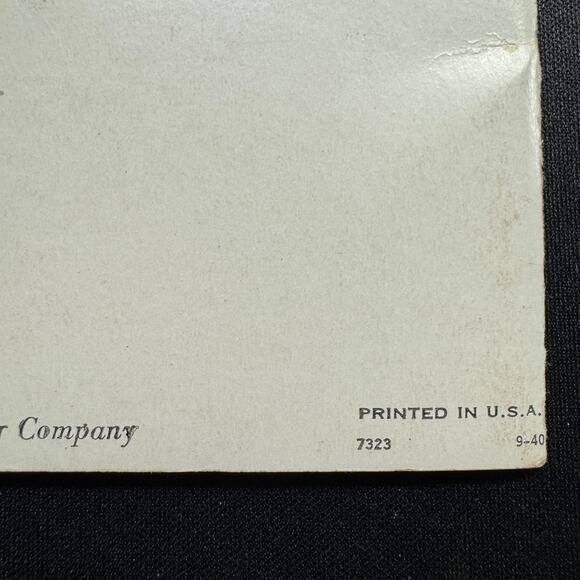 Company
PRINTED IN U.S.A.
7323 9-40